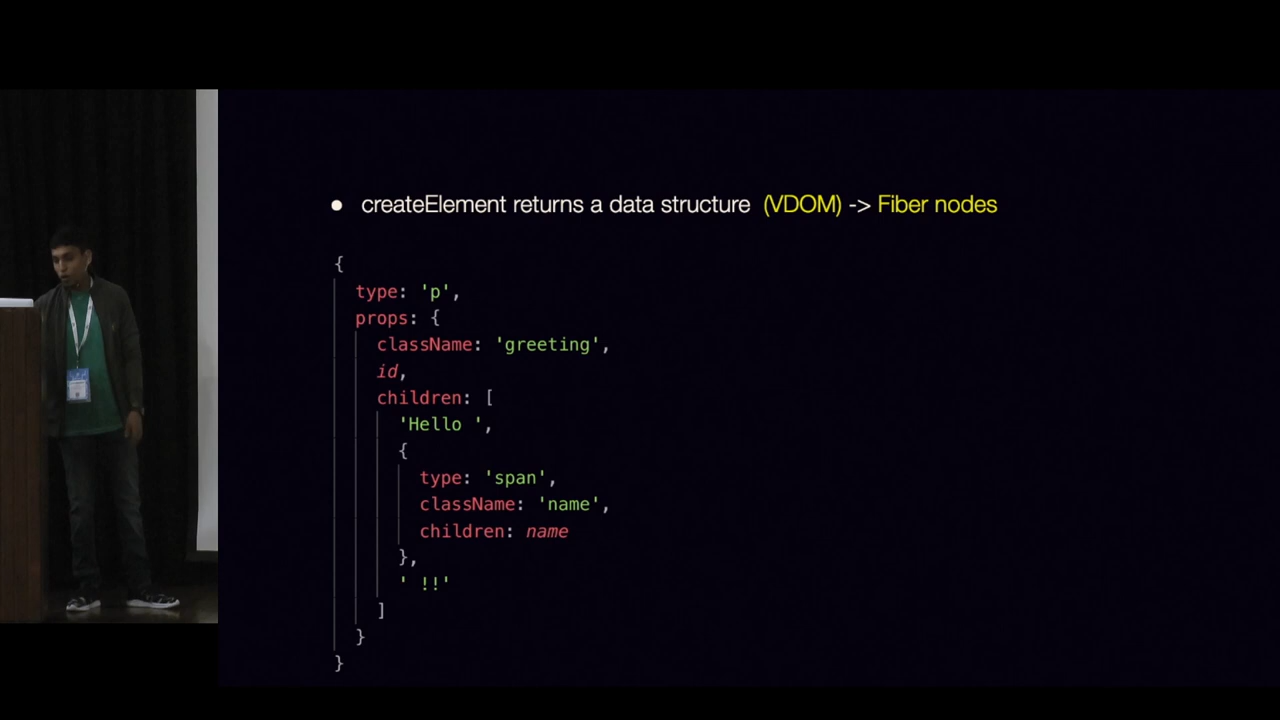 ● createElement returns a data structure (VDOM) -> Fiber nodes
{
type: 'p',
props: {
className: 'greeting',
id,
children: [
'Hello ',
{
type: 'span',
className: 'name',
children: name
},
' !!'
]
}
}